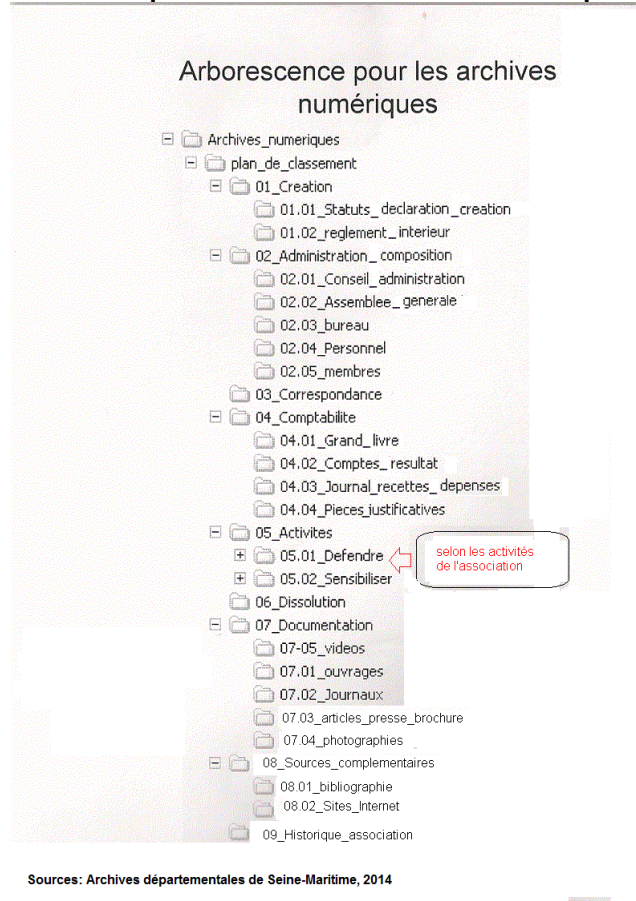 Arborescence pour les archives
numériques
Archives_numeriques
plan_de_classement
01_Creation
01.01_Statuts_declaration_creation
01.02_reglement_interieur
02_Administration_composition
02.01_Conseil_administration
02.02_Assemblee_generale
02.03_bureau
02.04_Personnel
02.05_membres
03_Correspondance
04_Comptabilite
04.01_Grand_livre
04.02_Comptes_resultat
04.03_Journal_recettes_depenses
04.04_Pieces_justificatives
05_Activites
05.01_Defendre
selon les activités
de l'association
05.02_Sensibiliser
06_Dissolution
07_Documentation
07-05_videos
07.01_ouvrages
07.02_Journaux
07.03_articles_presse_brochure
07.04_photographies
08_Sources_complementaires
08.01_bibliographie
08.02_Sites_Internet
09_Historique_association
Sources: Archives départementales de Seine-Maritime, 2014